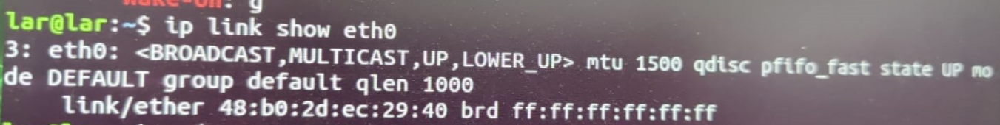 wake-on: g
lar@lar:~$ ip link show eth0
3: eth0: <BROADCAST,MULTICAST,UP,LOWER_UP> mtu 1500 qdisc pfifo_fast state UP mo
de DEFAULT group default qlen 1000
link/ether 48:b0:2d:ec:29:40 brd ff:ff:ff:ff:ff:ff